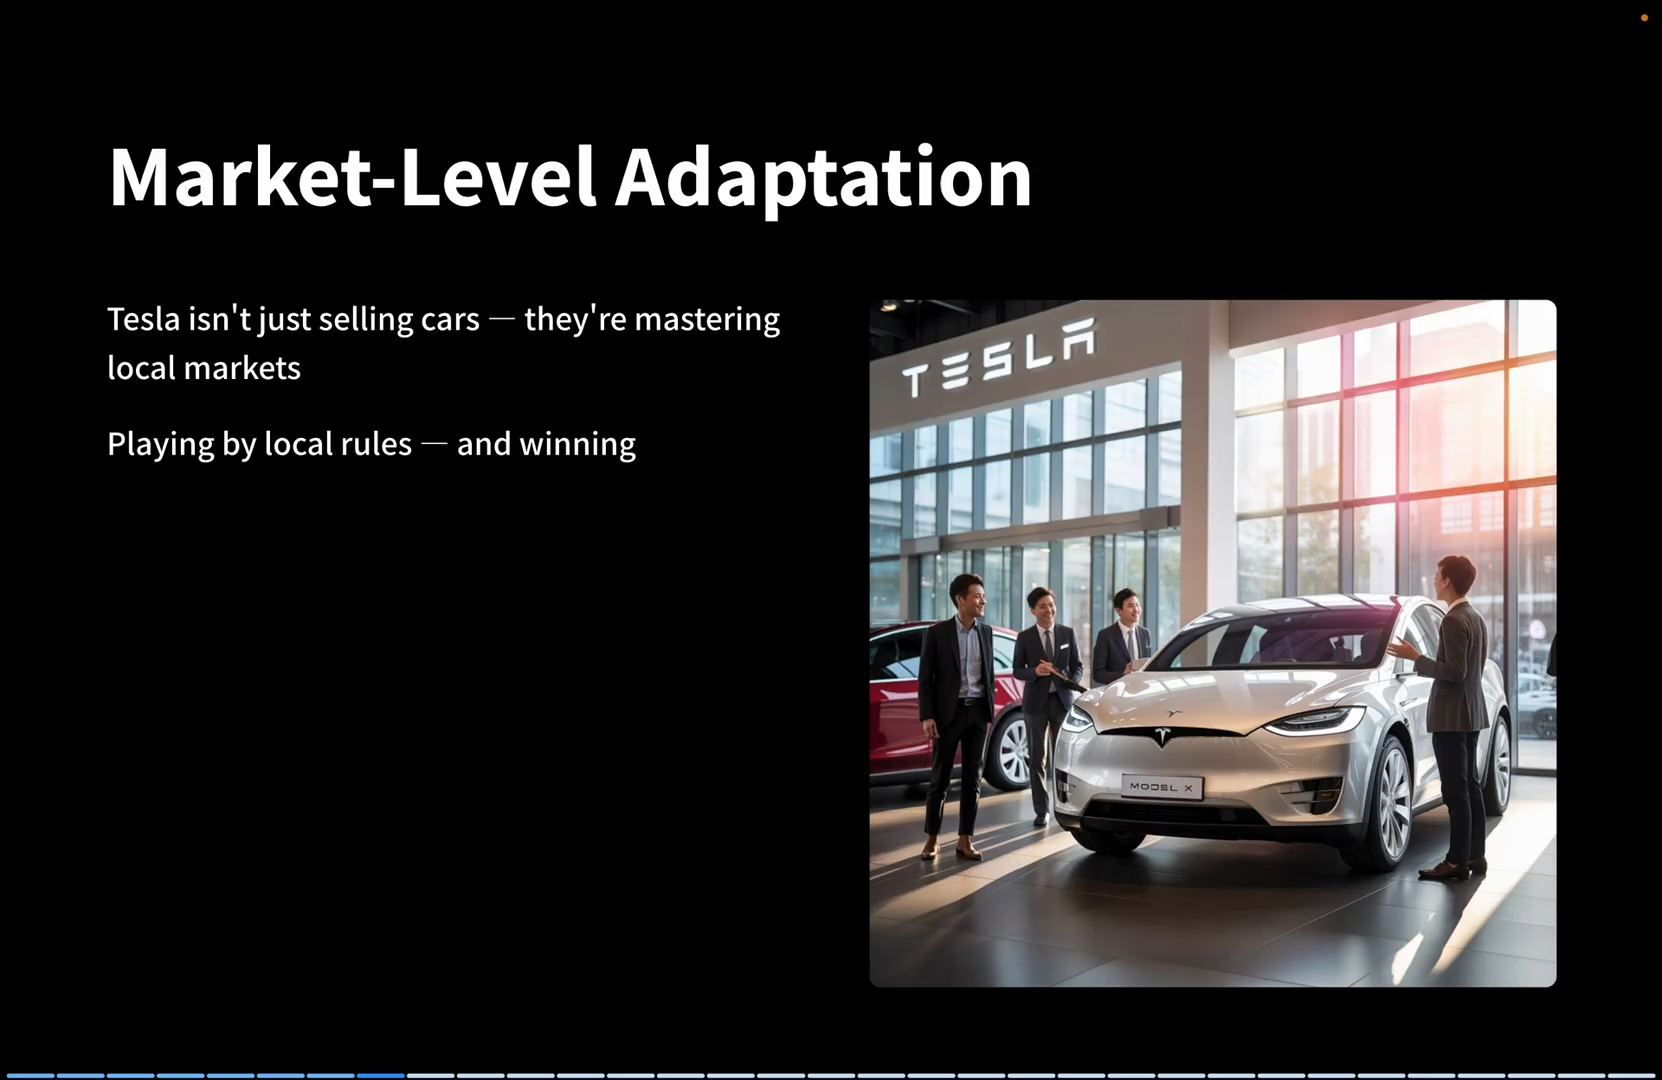 Market-Level Adaptation
Tesla isn't just selling cars — they're mastering
local markets
Playing by local rules — and winning
TESLA
MODEL X